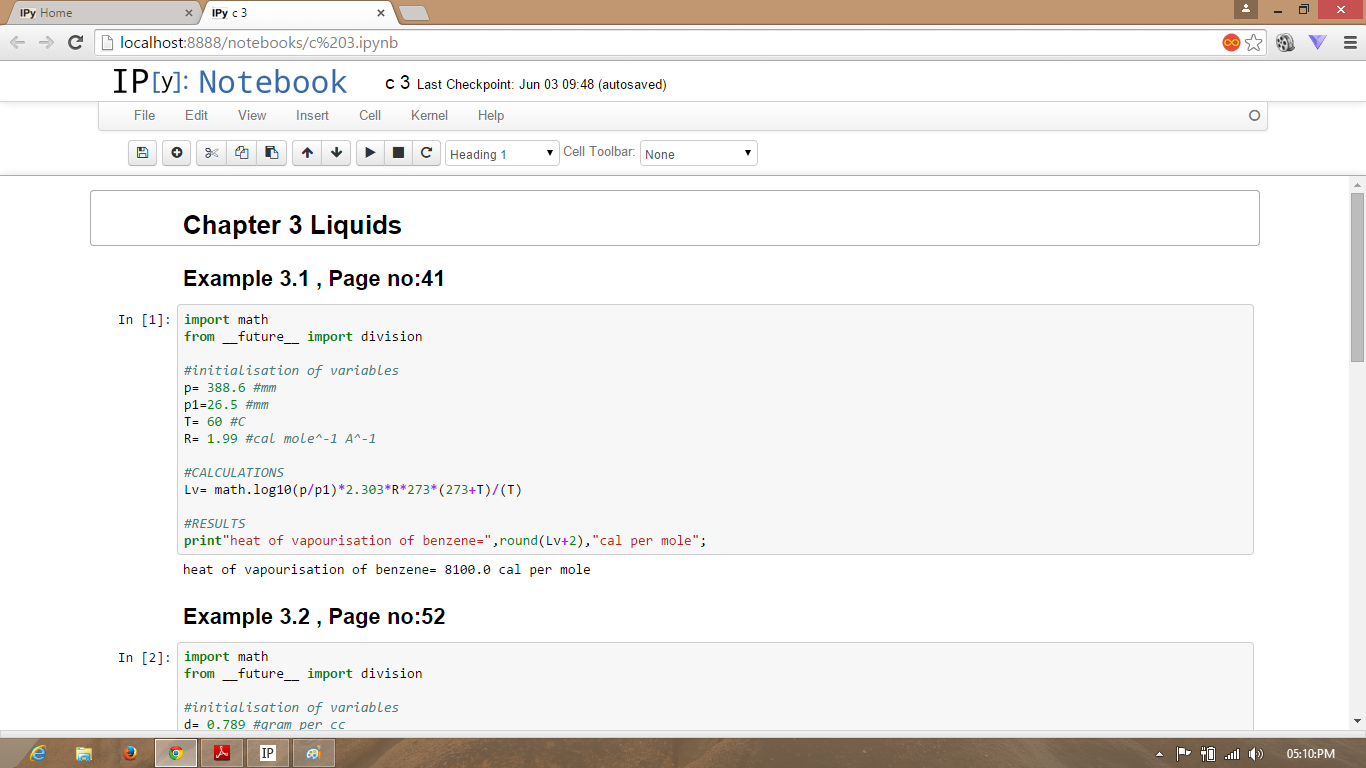 IPy Home
IPy c 3
localhost:8888/notebooks/c%203.ipynb
IP[y]: Notebook
c 3 Last Checkpoint: Jun 03 09:48 (autosaved)
File Edit View Insert Cell Kernel Help
Heading 1
Cell Toolbar:
None
Chapter 3 Liquids
Example 3.1 , Page no:41
In [1]:
import math
from __future__ import division
#initialisation of variables
p= 388.6 #mm
p1=26.5 #mm
T= 60 #C
R= 1.99 #cal mole^-1 A^-1
#CALCULATIONS
Lv= math.log10(p/p1)*2.303*R*273*(273+T)/(T)
#RESULTS
print"heat of vapourisation of benzene=",round(Lv+2),"cal per mole";
heat of vapourisation of benzene= 8100.0 cal per mole
Example 3.2 , Page no:52
In [2]:
import math
from __future__ import division
#initialisation of variables
d= 0.789 #gram per cc
IP
05:10:PM